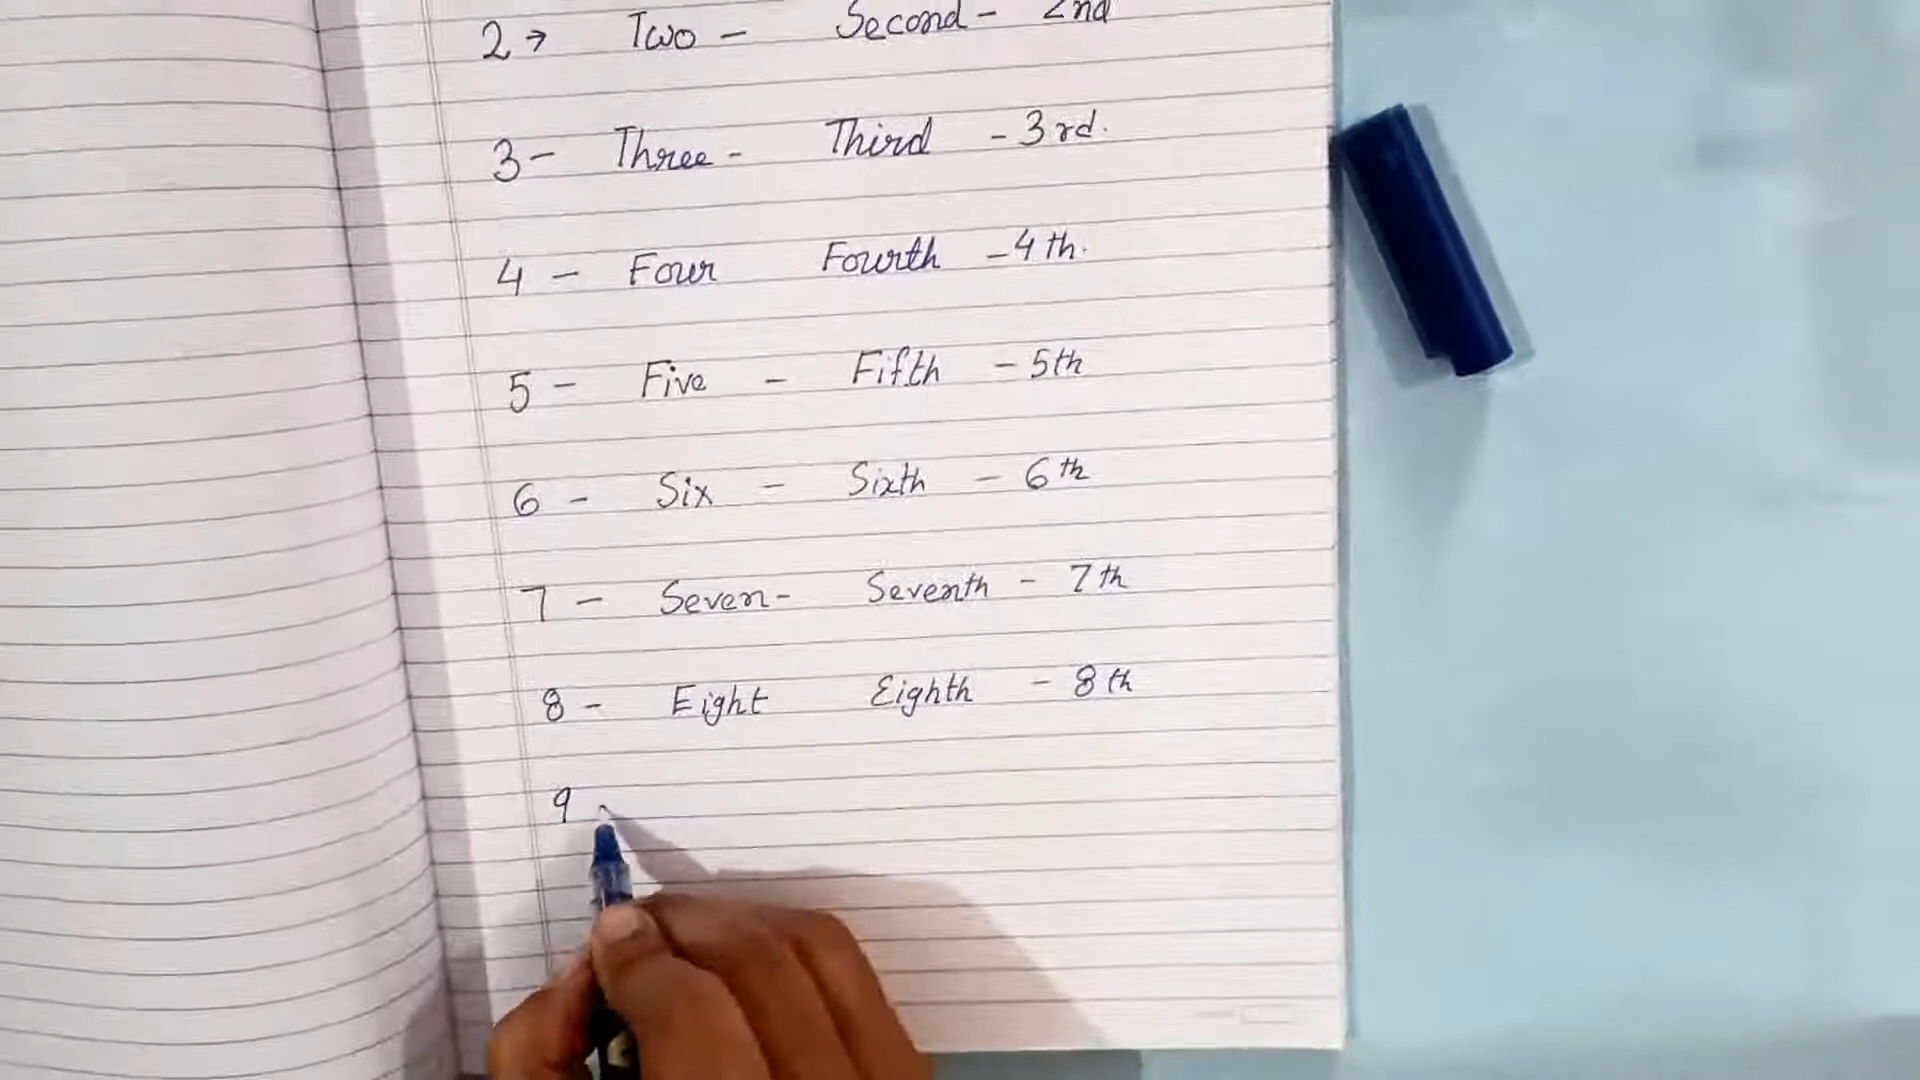 2 → Two - Second - 2nd
3 - Three - Third - 3rd.
4 - Four Fourth - 4th.
5 - Five - Fifth - 5th
6 - Six - Sixth - 6th
7 - Seven - Seventh - 7th
8 - Eight Eighth - 8th
9